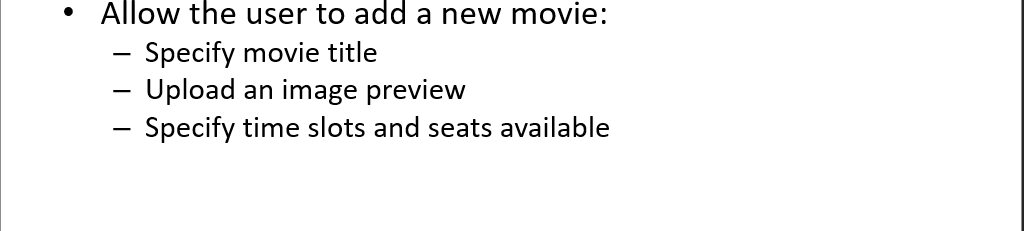 • Allow the user to add a new movie:
– Specify movie title
– Upload an image preview
– Specify time slots and seats available